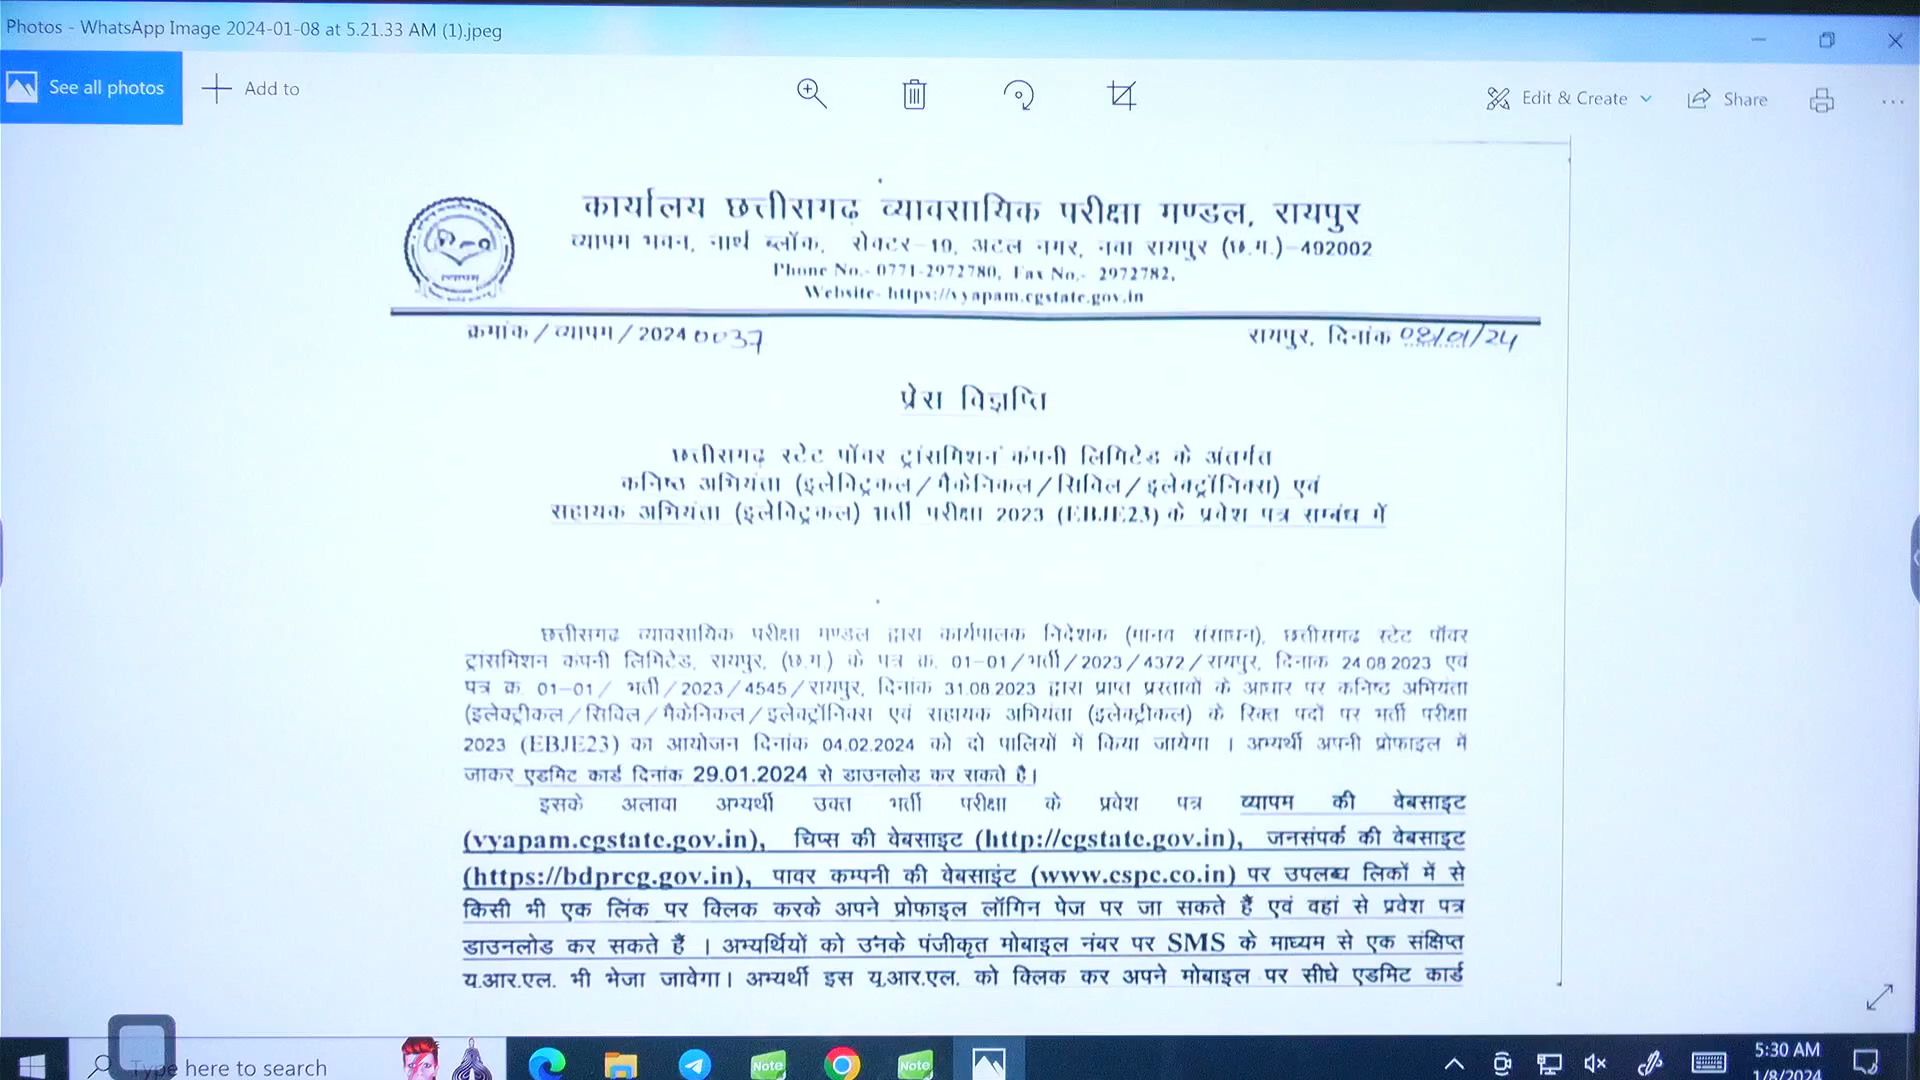 Photos - WhatsApp Image 2024-01-08 at 5.21.33 AM (1).jpeg
See all photos
Add to
Edit & Create
Share
कार्यालय छत्तीसगढ़ व्यावसायिक परीक्षा मण्डल, रायपुर
व्यापम भवन, नार्थ ब्लॉक, सेक्टर-19, अटल नगर, नवा रायपुर (छ.ग.)-492002
Phone No.- 0771-2972780, Fax No.- 2972782,
Website- https://vyapam.cgstate.gov.in
क्रमांक/व्यापम/2024 0037
रायपुर, दिनांक 08/01/24
प्रेस विज्ञप्ति
छत्तीसगढ़ स्टेट पॉवर ट्रांसमिशन कंपनी लिमिटेड के अंतर्गत
कनिष्ठ अभियंता (इलेक्ट्रिकल/मैकेनिकल/सिविल/इलेक्ट्रॉनिक्स) एवं
सहायक अभियंता (इलेक्ट्रिकल) भर्ती परीक्षा 2023 (EBJE23) के प्रवेश पत्र सम्बंध में
छत्तीसगढ़ व्यावसायिक परीक्षा मण्डल द्वारा कार्यपालक निदेशक (मानव संसाधन), छत्तीसगढ़ स्टेट पॉवर
ट्रांसमिशन कंपनी लिमिटेड, रायपुर, (छ.ग.) के पत्र क्र. 01-01/भर्ती/2023/4372/रायपुर, दिनांक 24.08.2023 एवं
पत्र क्र. 01-01/ भर्ती/2023/4545/रायपुर, दिनांक 31.08.2023 द्वारा प्राप्त प्रस्तावों के आधार पर कनिष्ठ अभियंता
(इलेक्ट्रीकल/सिविल/मैकेनिकल/इलेक्ट्रॉनिक्स एवं सहायक अभियंता (इलेक्ट्रीकल) के रिक्त पदों पर भर्ती परीक्षा
2023 (EBJE23) का आयोजन दिनांक 04.02.2024 को दो पालियों में किया जायेगा । अभ्यर्थी अपनी प्रोफाइल में
जाकर एडमिट कार्ड दिनांक 29.01.2024 से डाउनलोड कर सकते है।
इसके अलावा अभ्यर्थी उक्त भर्ती परीक्षा के प्रवेश पत्र व्यापम की वेबसाइट
(vyapam.cgstate.gov.in), चिप्स की वेबसाइट (http://cgstate.gov.in), जनसंपर्क की वेबसाइट
(https://bdprcg.gov.in), पावर कम्पनी की वेबसाइंट (www.cspc.co.in) पर उपलब्ध लिकों में से
किसी भी एक लिंक पर क्लिक करके अपने प्रोफाइल लॉगिन पेज पर जा सकते हैं एवं वहां से प्रवेश पत्र
डाउनलोड कर सकते हैं । अभ्यर्थियों को उनके पंजीकृत मोबाइल नंबर पर SMS के माध्यम से एक संक्षिप्त
यू.आर.एल. भी भेजा जावेगा। अभ्यर्थी इस यू.आर.एल. को क्लिक कर अपने मोबाइल पर सीधे एडमिट कार्ड
Type here to search
Note
Note
5:30 AM
1/8/2024